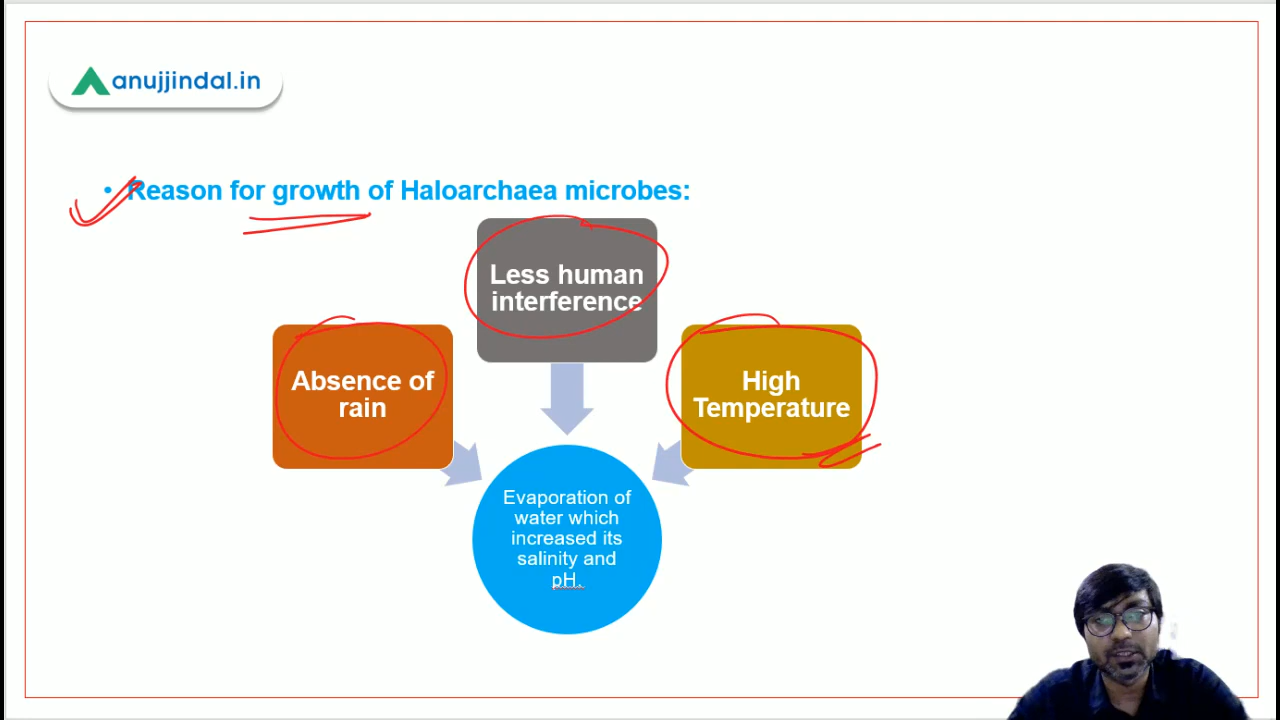 anujjindal.in
• Reason for growth of Haloarchaea microbes:
Less human
interference
Absence of
rain
High
Temperature
Evaporation of
water which
increased its
salinity and
pH.